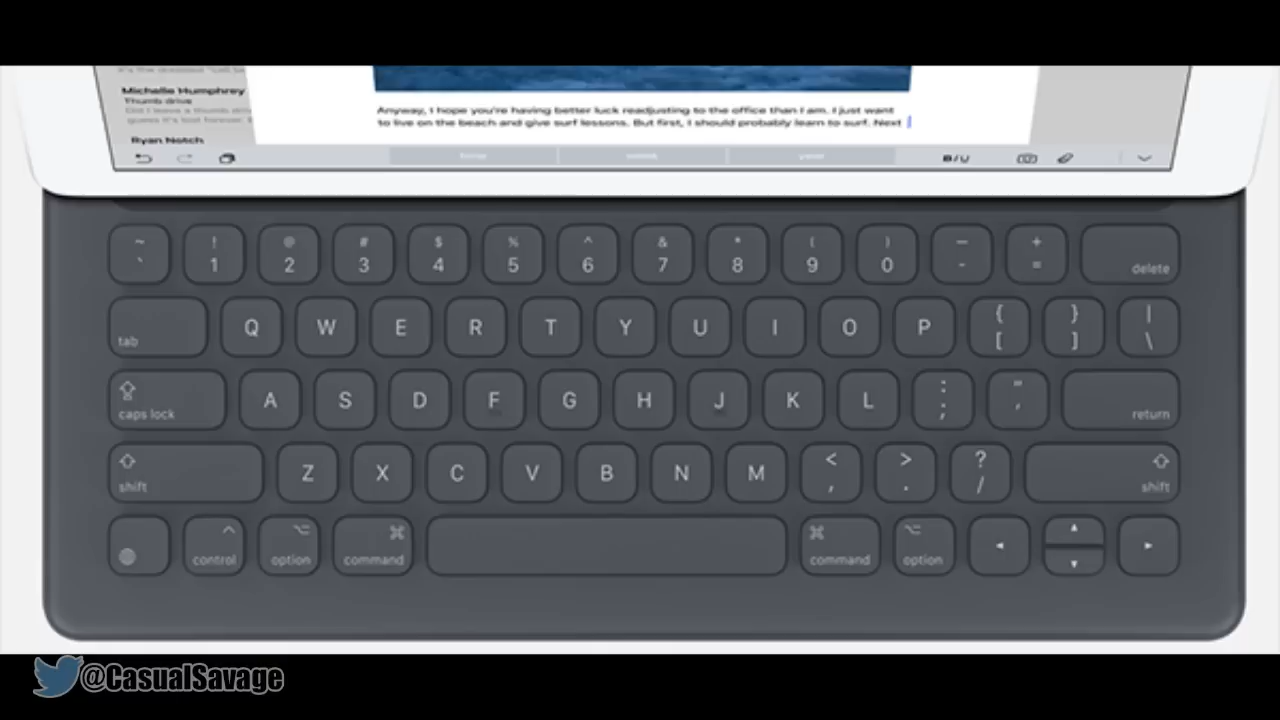 Michelle Humphrey
Thumb drive
Ryan Notch
Anyway, I hope you're having better luck readjusting to the office than I am. I just want
to live on the beach and give surf lessons. But first, I should probably learn to surf. Next
B I U
~ ! @ # $ % ^ & * ( ) — +
` 1 2 3 4 5 6 7 8 9 0 - = delete
tab Q W E R T Y U I O P { [ } ] | \
caps lock A S D F G H J K L : ; " ' return
shift Z X C V B N M < , > . ? / shift
control option command command option
@CasualSavage